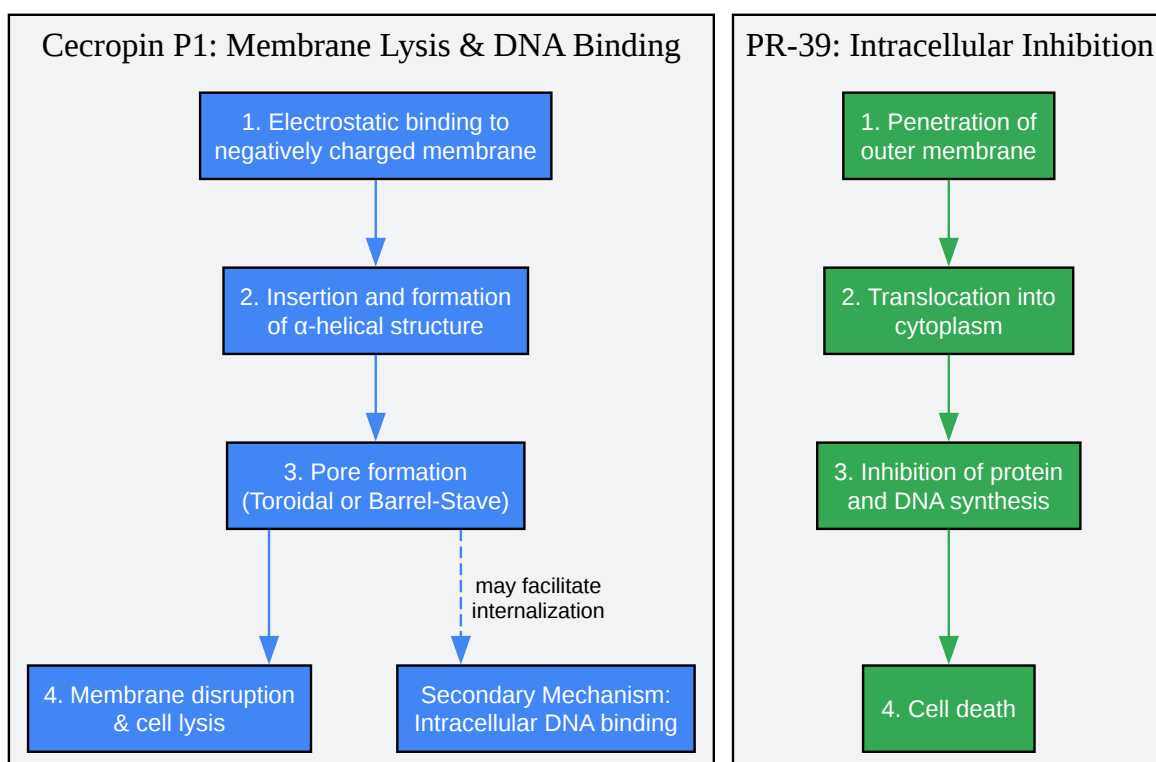 Cecropin P1: Membrane Lysis & DNA Binding
1. Electrostatic binding to
negatively charged membrane
2. Insertion and formation
of α-helical structure
3. Pore formation
(Toroidal or Barrel-Stave)
may facilitate
internalization
4. Membrane disruption
& cell lysis
Secondary Mechanism:
Intracellular DNA binding
PR-39: Intracellular Inhibition
1. Penetration of
outer membrane
2. Translocation into
cytoplasm
3. Inhibition of protein
and DNA synthesis
4. Cell death